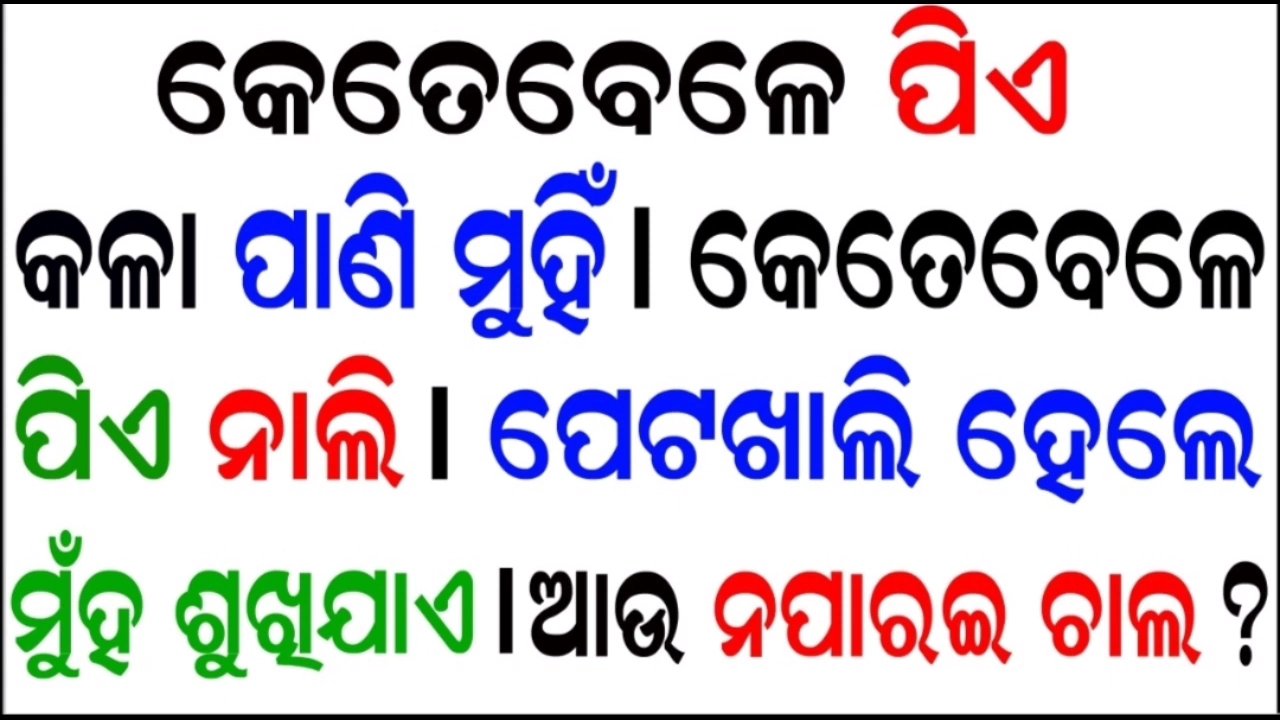 କେତେବେଳେ ପିଏ
କଳା ପାଣି ମୁହିଁ। କେତେବେଳେ
ପିଏ ନାଲି। ପେଟଖାଲି ହେଲେ
ମୁଁହ ଶୁଖିଯାଏ।ଆଉ ନପାରଇ ଚାଲ?